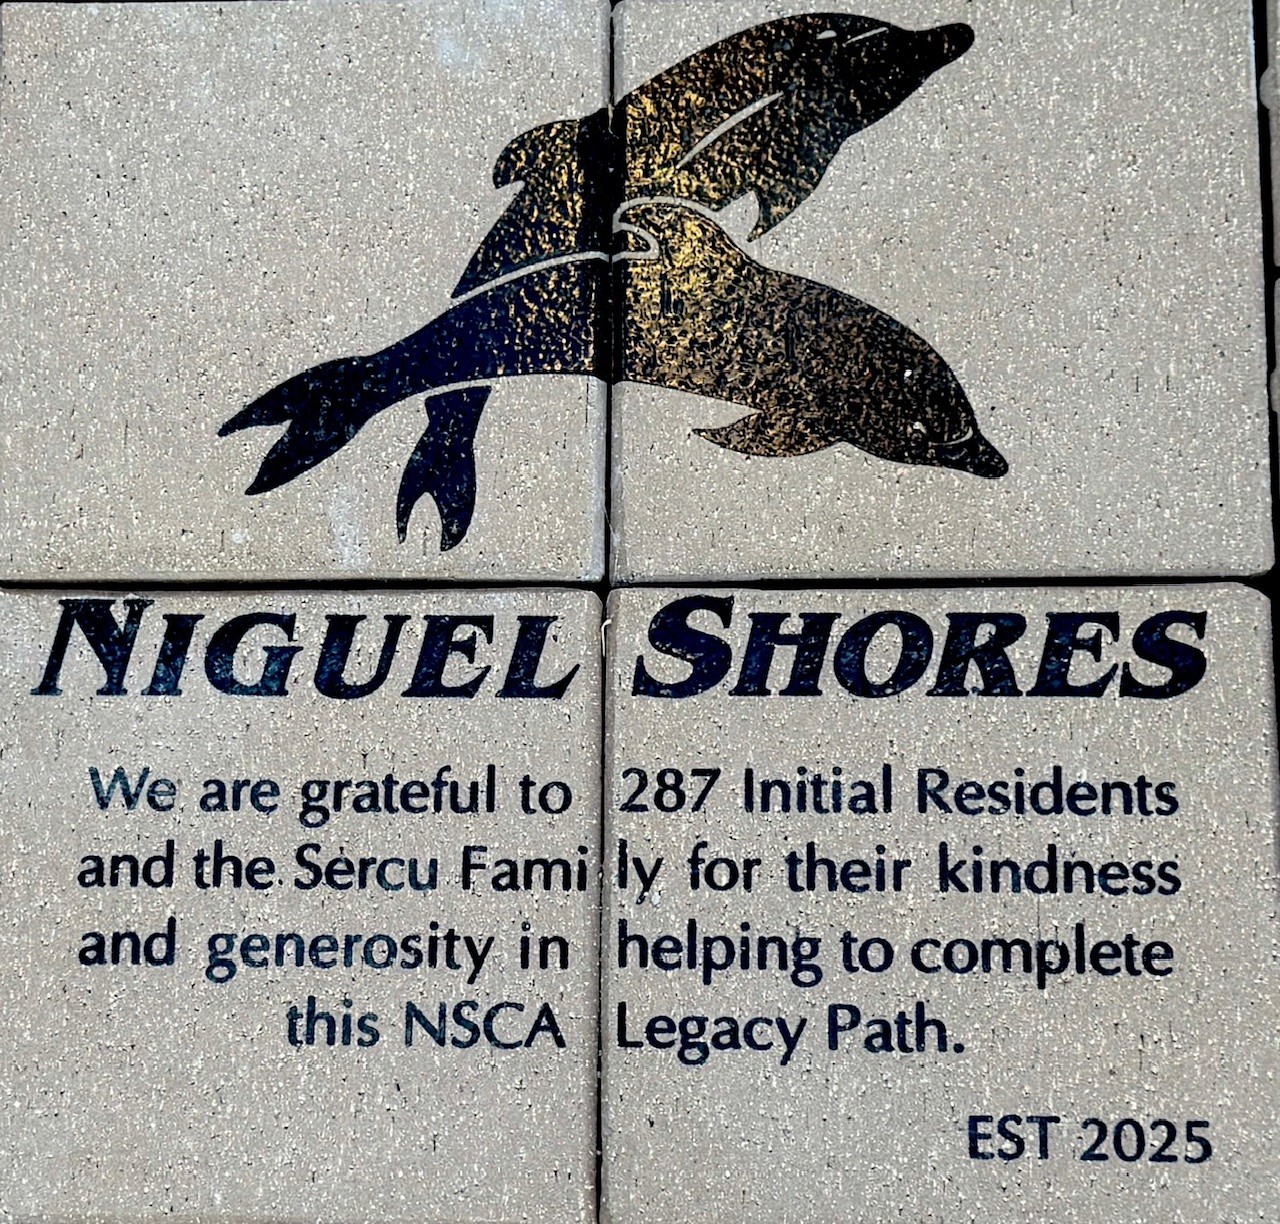 NIGUEL SHORES
We are grateful to 287 Initial Residents
and the Sercu Family for their kindness
and generosity in helping to complete
this NSCA Legacy Path.
EST 2025